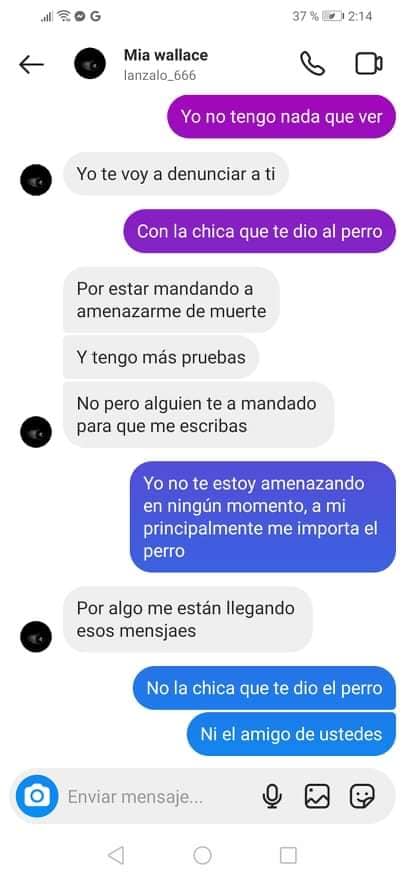 37 % 2:14
Mia wallace
lanzalo_666
Yo no tengo nada que ver
Yo te voy a denunciar a ti
Con la chica que te dio al perro
Por estar mandando a
amenazarme de muerte
Y tengo más pruebas
No pero alguien te a mandado
para que me escribas
Yo no te estoy amenazando
en ningún momento, a mi
principalmente me importa el
perro
Por algo me están llegando
esos mensjaes
No la chica que te dio el perro
Ni el amigo de ustedes
Enviar mensaje...